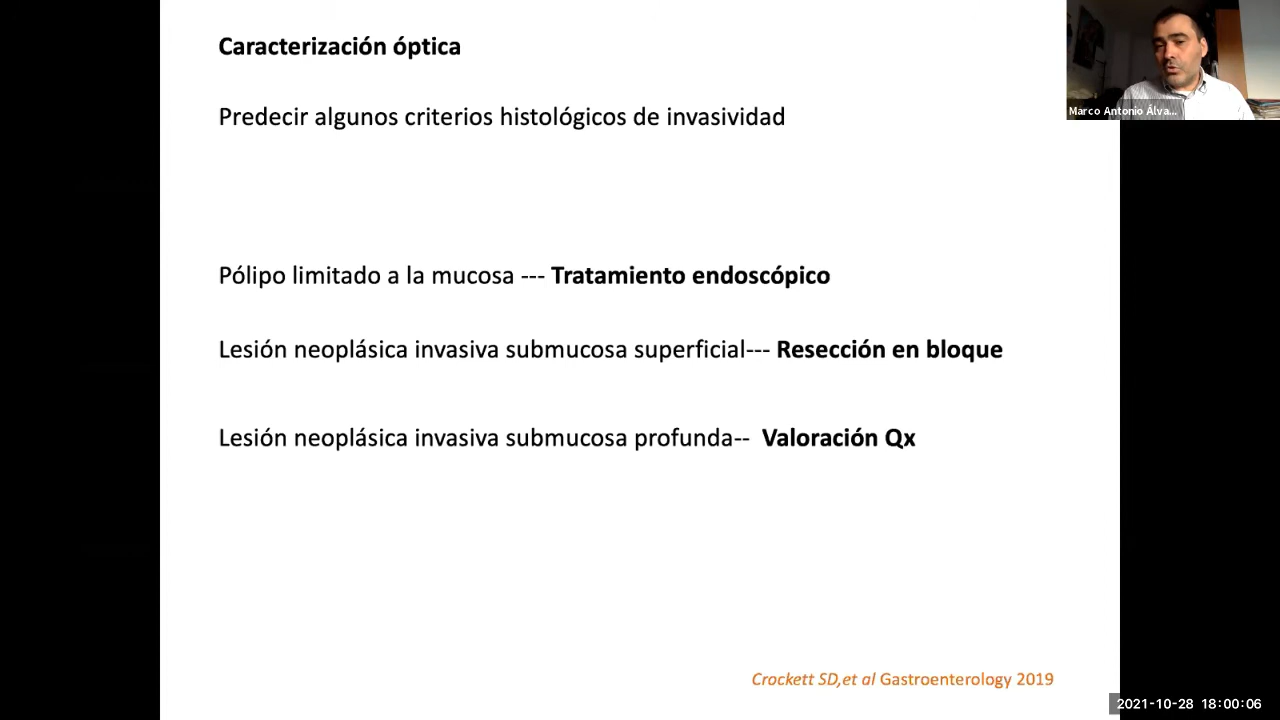 Caracterización óptica
Marco Antonio Álva...
Predecir algunos criterios histológicos de invasividad
Pólipo limitado a la mucosa --- Tratamiento endoscópico
Lesión neoplásica invasiva submucosa superficial--- Resección en bloque
Lesión neoplásica invasiva submucosa profunda-- Valoración Qx
Crockett SD,et al Gastroenterology 2019
2021-10-28 18:00:06